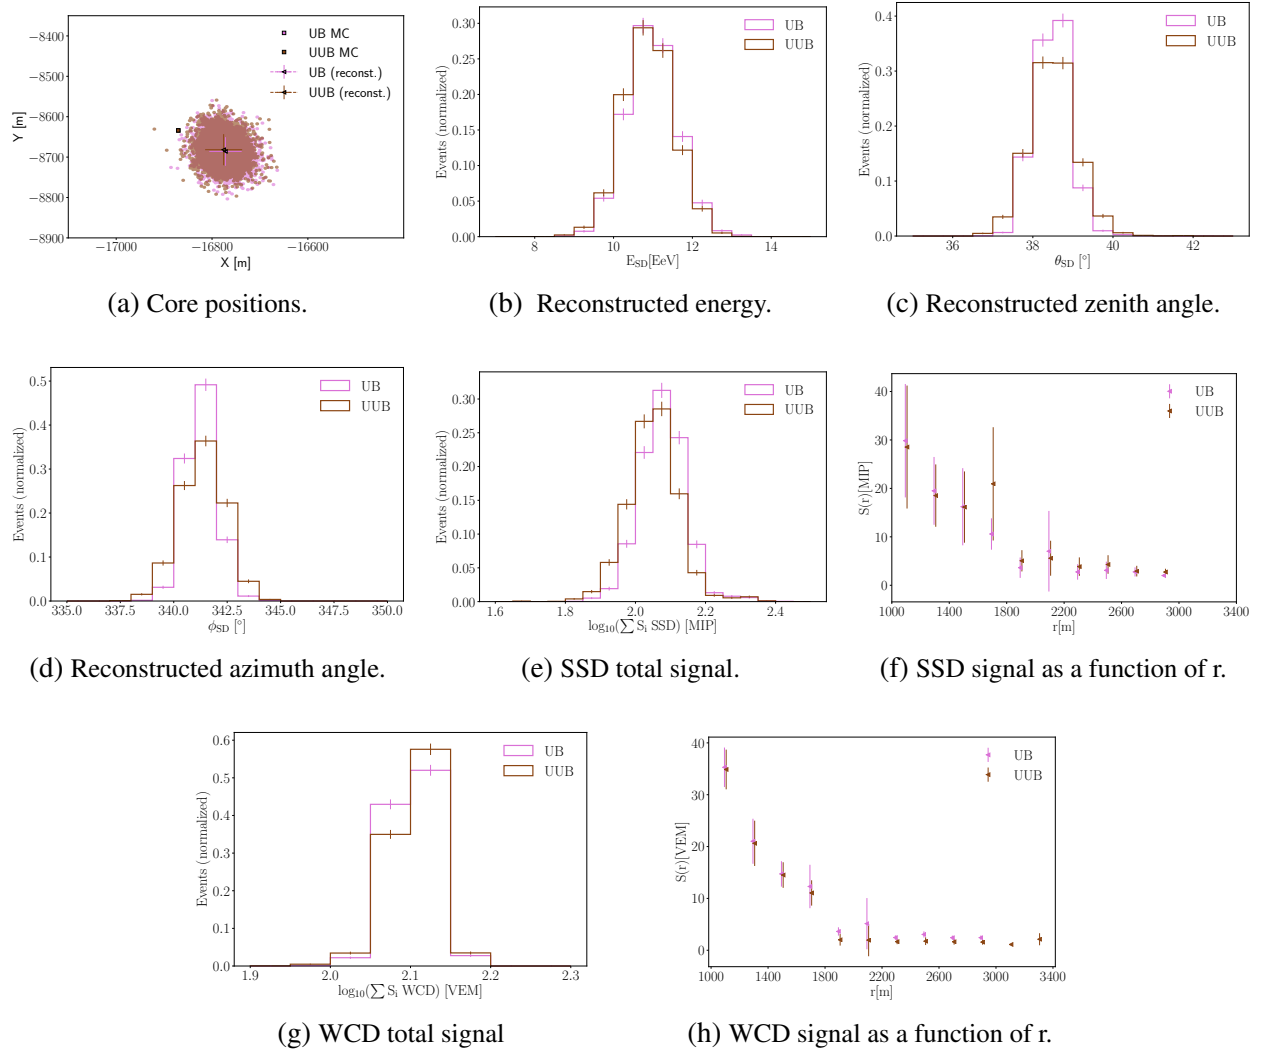 −8400
−8500
−8600
−8700
−8800
−8900
Y [m]
−17000
−16800
−16600
X [m]
UB MC
UUB MC
UB (reconst.)
UUB (reconst.)
(a) Core positions.
0.30
0.25
0.20
0.15
0.10
0.05
0.00
Events (normalized)
8
10
12
14
E_SD[EeV]
UB
UUB
(b) Reconstructed energy.
0.4
0.3
0.2
0.1
0.0
Events (normalized)
36
38
40
42
θ_SD [°]
UB
UUB
(c) Reconstructed zenith angle.
0.5
0.4
0.3
0.2
0.1
0.0
Events (normalized)
335.0
337.5
340.0
342.5
345.0
347.5
350.0
ϕ_SD [°]
UB
UUB
(d) Reconstructed azimuth angle.
0.30
0.25
0.20
0.15
0.10
0.05
0.00
Events (normalized)
1.6
1.8
2.0
2.2
2.4
log₁₀(∑ S_i SSD) [MIP]
UB
UUB
(e) SSD total signal.
40
30
20
10
0
S(r)[MIP]
1000
1400
1800
2200
2600
3000
3400
r[m]
UB
UUB
(f) SSD signal as a function of r.
0.6
0.5
0.4
0.3
0.2
0.1
0.0
Events (normalized)
1.9
2.0
2.1
2.2
2.3
log₁₀(∑ S_i WCD) [VEM]
UB
UUB
(g) WCD total signal
40
30
20
10
0
S(r)[VEM]
1000
1400
1800
2200
2600
3000
3400
r[m]
UB
UUB
(h) WCD signal as a function of r.